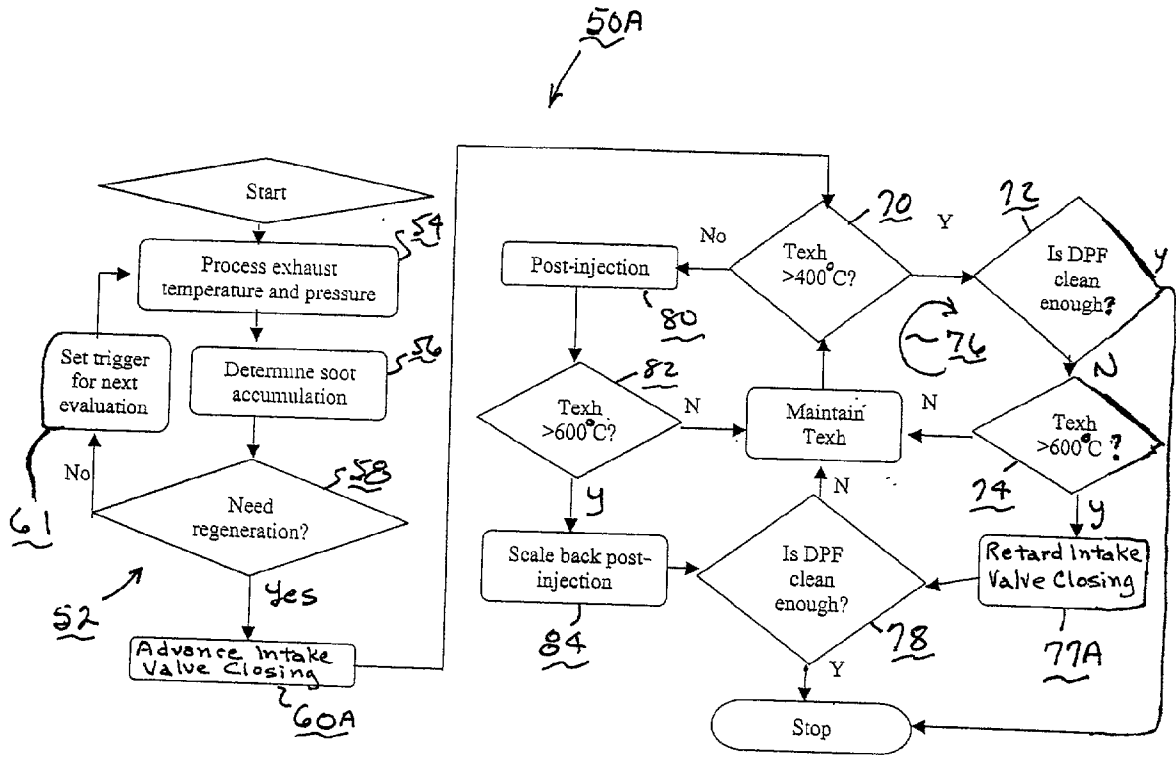 50A
Start
54
Process exhaust
temperature and pressure
56
Determine soot
accumulation
Set trigger
for next
evaluation
61
No
58
Need
regeneration?
52
Yes
Advance Intake
Valve Closing
60A
70
Texh
>400°C?
No
Y
Post-injection
80
82
Texh
>600°C?
N
Y
Scale back post-
injection
84
Maintain
Texh
76
72
Is DPF
clean
enough?
Y
N
Texh
>600°C?
74
N
Y
Retard Intake
Valve Closing
77A
Is DPF
clean
enough?
78
N
Y
Stop